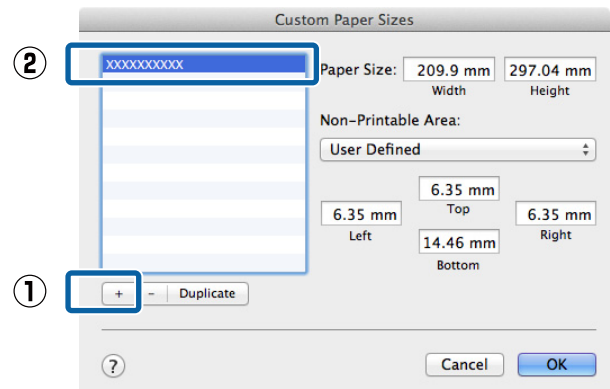 Custom Paper Sizes
②
XXXXXXXXXX
Paper Size: 209.9 mm 297.04 mm
Width Height
Non-Printable Area:
User Defined
6.35 mm
Top
6.35 mm 6.35 mm
Left Right
14.46 mm
Bottom
①
+ - Duplicate
? Cancel OK